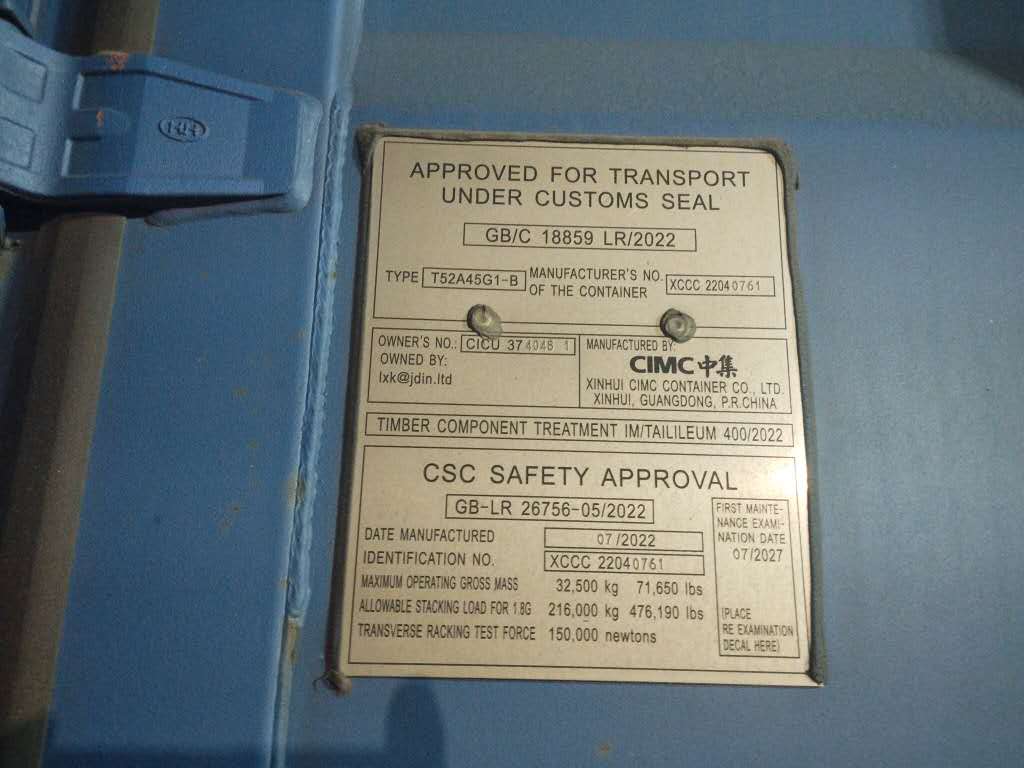 APPROVED FOR TRANSPORT
UNDER CUSTOMS SEAL
GB/C 18859 LR/2022
TYPE T52A45G1-B MANUFACTURER'S NO.
OF THE CONTAINER XCCC 22040761
OWNER'S NO.: CICU 374048 1
OWNED BY:
lxk@jdin.ltd
MANUFACTURED BY:
CIMC中集
XINHUI CIMC CONTAINER CO., LTD.
XINHUI, GUANGDONG, P.R.CHINA
TIMBER COMPONENT TREATMENT IM/TAILILEUM 400/2022
CSC SAFETY APPROVAL
GB-LR 26756-05/2022
DATE MANUFACTURED 07/2022
IDENTIFICATION NO. XCCC 22040761
MAXIMUM OPERATING GROSS MASS 32,500 kg 71,650 lbs
ALLOWABLE STACKING LOAD FOR 1.8G 216,000 kg 476,190 lbs
TRANSVERSE RACKING TEST FORCE 150,000 newtons
FIRST MAINTE-
NANCE EXAMI-
NATION DATE
07/2027
(PLACE
RE EXAMINATION
DECAL HERE)